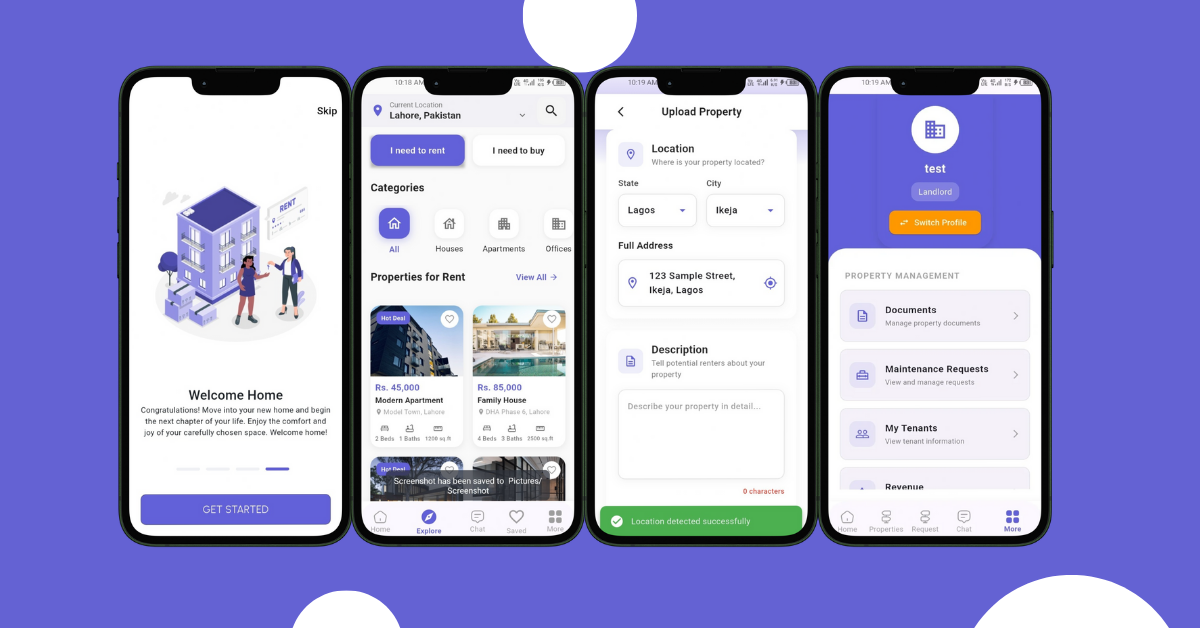 Skip
RENT
Welcome Home
Congratulations! Move into your new home and begin
the next chapter of your life. Enjoy the comfort and
joy of your carefully chosen space. Welcome home!
GET STARTED
10:18 AM
Current Location
Lahore, Pakistan
I need to rent
I need to buy
Categories
All
Houses
Apartments
Offices
Properties for Rent
View All →
Hot Deal
Rs. 45,000
Modern Apartment
Model Town, Lahore
2 Beds 1 Baths 1200 sq.ft
Rs. 85,000
Family House
DHA Phase 6, Lahore
4 Beds 3 Baths 2500 sq.ft
Hot Deal
Screenshot has been saved to Pictures/
Screenshot
Home
Explore
Chat
Saved
More
10:19 AM
Upload Property
Location
Where is your property located?
State
City
Lagos
Ikeja
Full Address
123 Sample Street,
Ikeja, Lagos
Description
Tell potential renters about your
property
Describe your property in detail...
0 characters
Location detected successfully
10:19 AM
test
Landlord
Switch Profile
PROPERTY MANAGEMENT
Documents
Manage property documents
Maintenance Requests
View and manage requests
My Tenants
View tenant information
Revenue
Home
Properties
Request
Chat
More